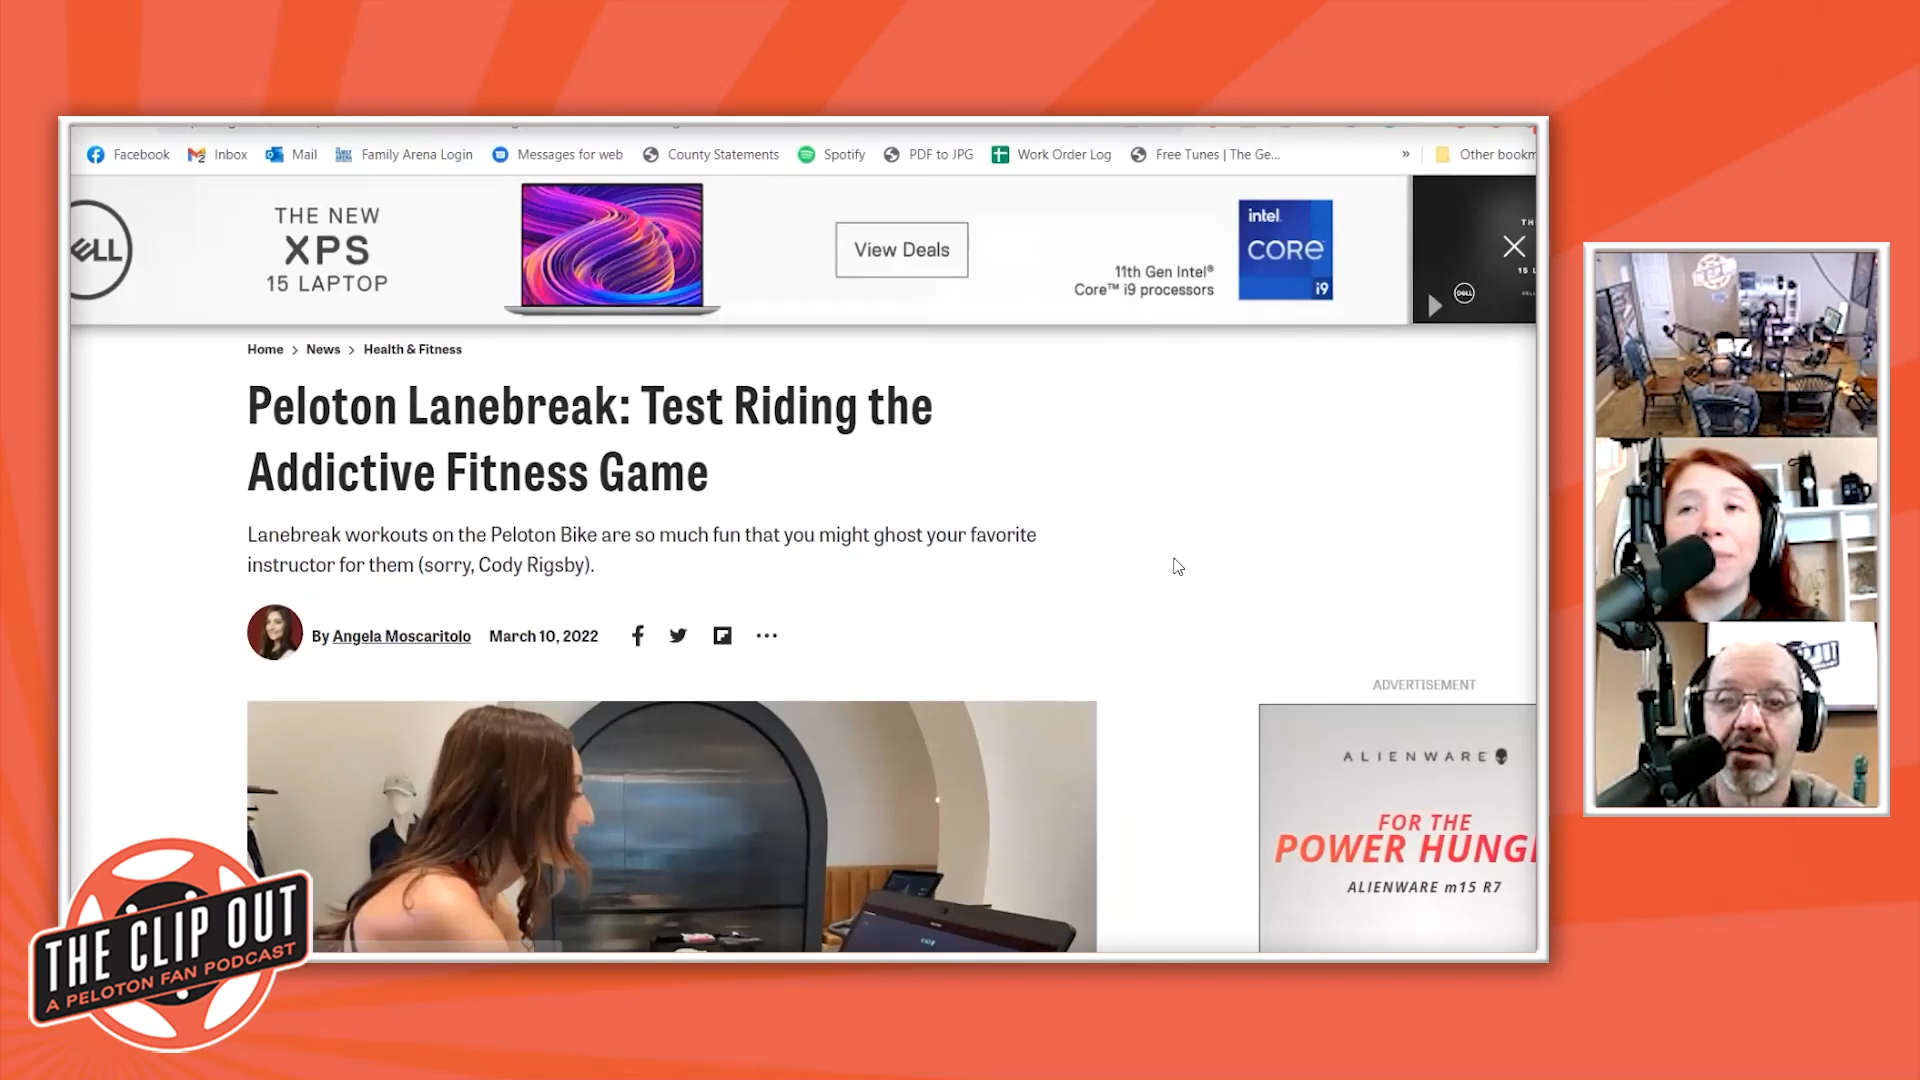 Facebook
Inbox
Mail
Family Arena Login
Messages for web
County Statements
Spotify
PDF to JPG
Work Order Log
Free Tunes | The Ge...
»
Other bookm
DELL
THE NEW
XPS
15 LAPTOP
View Deals
11th Gen Intel®
Core™ i9 processors
intel.
CORE
i9
TH
15 L
DELL
Home > News > Health & Fitness
Peloton Lanebreak: Test Riding the
Addictive Fitness Game
Lanebreak workouts on the Peloton Bike are so much fun that you might ghost your favorite
instructor for them (sorry, Cody Rigsby).
By Angela Moscaritolo March 10, 2022
ADVERTISEMENT
ALIENWARE
FOR THE
POWER HUNG
ALIENWARE m15 R7
THE CLIP OUT
A PELOTON FAN PODCAST